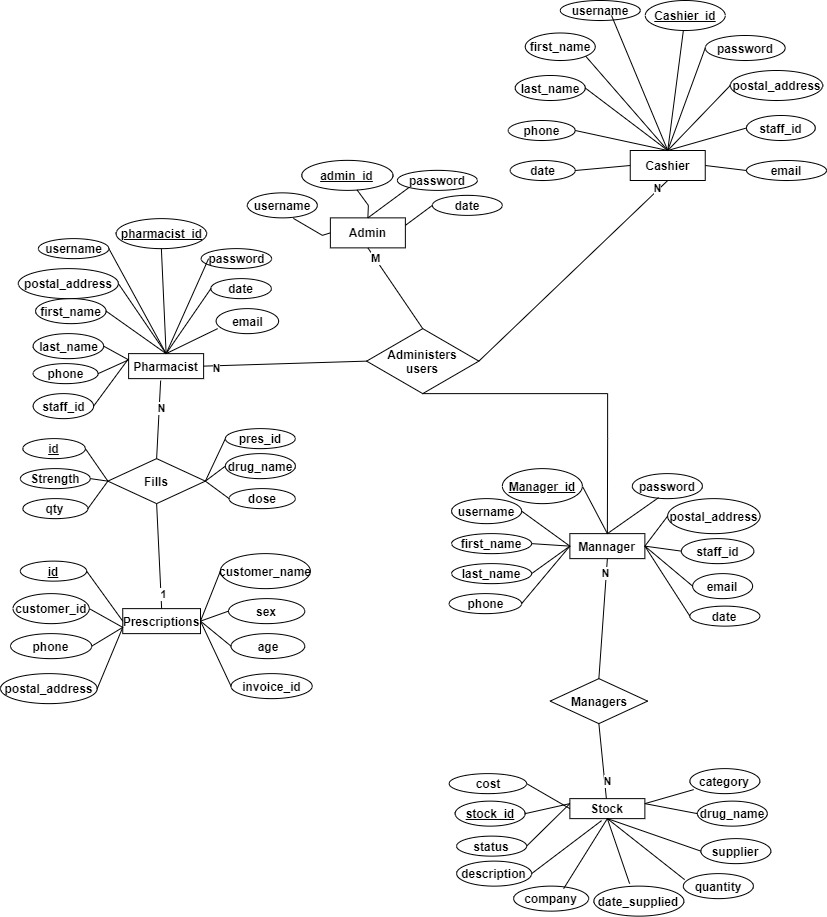 username
Cashier_id
first_name
password
last_name
postal_address
phone
staff_id
date
Cashier
email
N
admin_id
password
username
date
Admin
M
pharmacist_id
username
password
postal_address
date
first_name
email
last_name
phone
staff_id
Pharmacist
N
N
Administers
users
id
pres_id
Strength
drug_name
qty
dose
Fills
1
id
customer_name
customer_id
sex
phone
age
postal_address
invoice_id
Prescriptions
Manager_id
password
username
postal_address
first_name
staff_id
last_name
email
phone
date
Mannager
N
Managers
N
cost
category
stock_id
Stock
drug_name
status
supplier
description
quantity
company
date_supplied